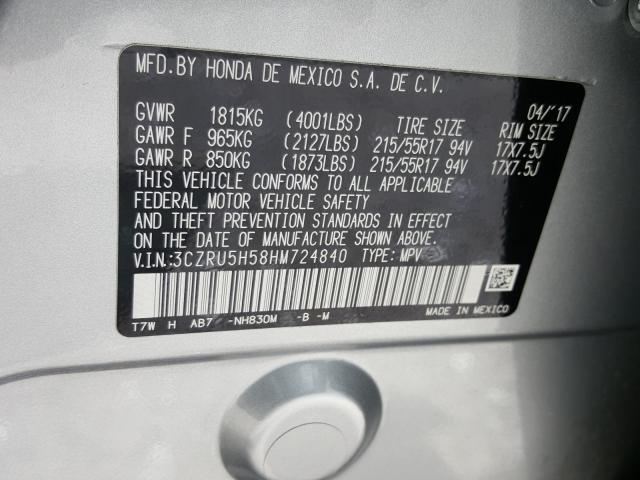 MFD.BY HONDA DE MEXICO S.A. DE C.V.
04/'17
GVWR 1815KG (4001LBS) TIRE SIZE RIM SIZE
GAWR F 965KG (2127LBS) 215/55R17 94V 17X7.5J
GAWR R 850KG (1873LBS) 215/55R17 94V 17X7.5J
THIS VEHICLE CONFORMS TO ALL APPLICABLE
FEDERAL MOTOR VEHICLE SAFETY
AND THEFT PREVENTION STANDARDS IN EFFECT
ON THE DATE OF MANUFACTURE SHOWN ABOVE.
V.I.N.:3CZRU5H58HM724840 TYPE: MPV
T7W H AB7 -NH830M -B -M MADE IN MEXICO